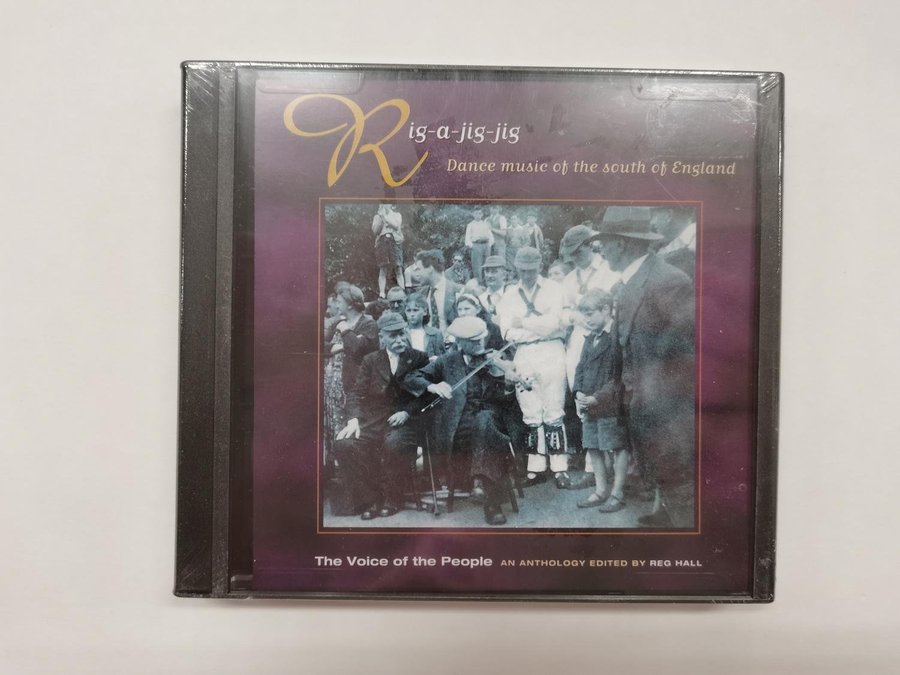 Rig-a-jig-jig
Dance music of the south of England
The Voice of the People AN ANTHOLOGY EDITED BY REG HALL